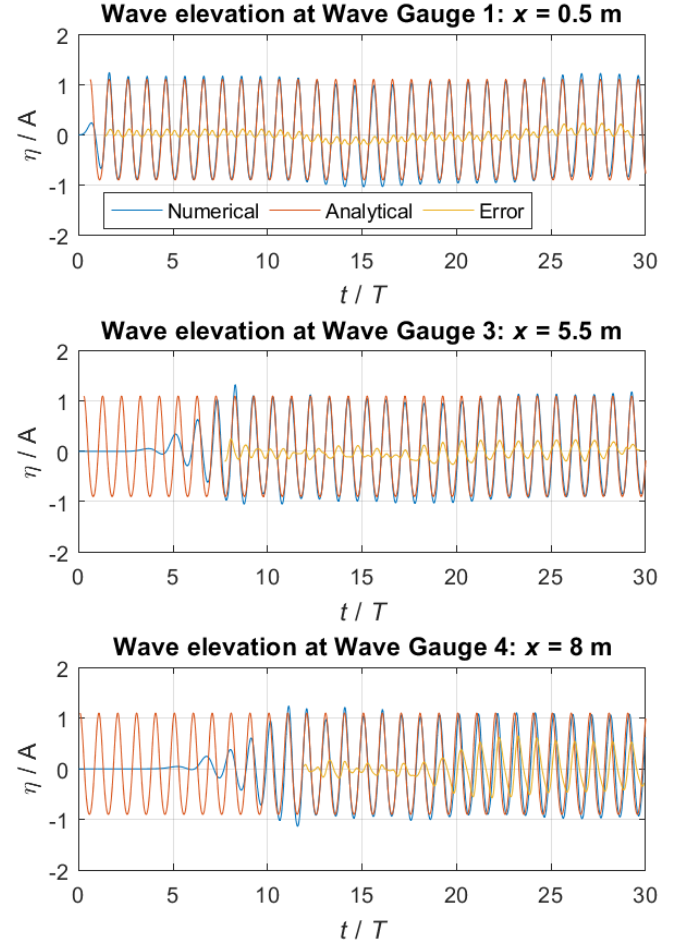 Wave elevation at Wave Gauge 1: x = 0.5 m
2
1
0
-1
-2
η / A
Numerical Analytical Error
0 5 10 15 20 25 30
t / T
Wave elevation at Wave Gauge 3: x = 5.5 m
2
1
0
-1
-2
η / A
0 5 10 15 20 25 30
t / T
Wave elevation at Wave Gauge 4: x = 8 m
2
1
0
-1
-2
η / A
0 5 10 15 20 25 30
t / T